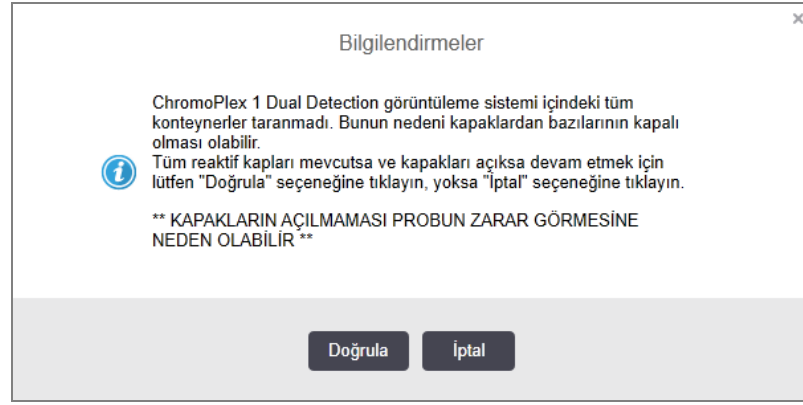 Bilgilendirmeler
ChromoPlex 1 Dual Detection görüntüleme sistemi içindeki tüm
konteynerler taranmadı. Bunun nedeni kapaklardan bazılarının kapalı
olması olabilir.
Tüm reaktif kapları mevcutsa ve kapakları açıksa devam etmek için
lütfen "Doğrula" seçeneğine tıklayın, yoksa "İptal" seçeneğine tıklayın.
** KAPAKLARIN AÇILMAMASI PROBUN ZARAR GÖRMESİNE
NEDEN OLABİLİR **
Doğrula İptal